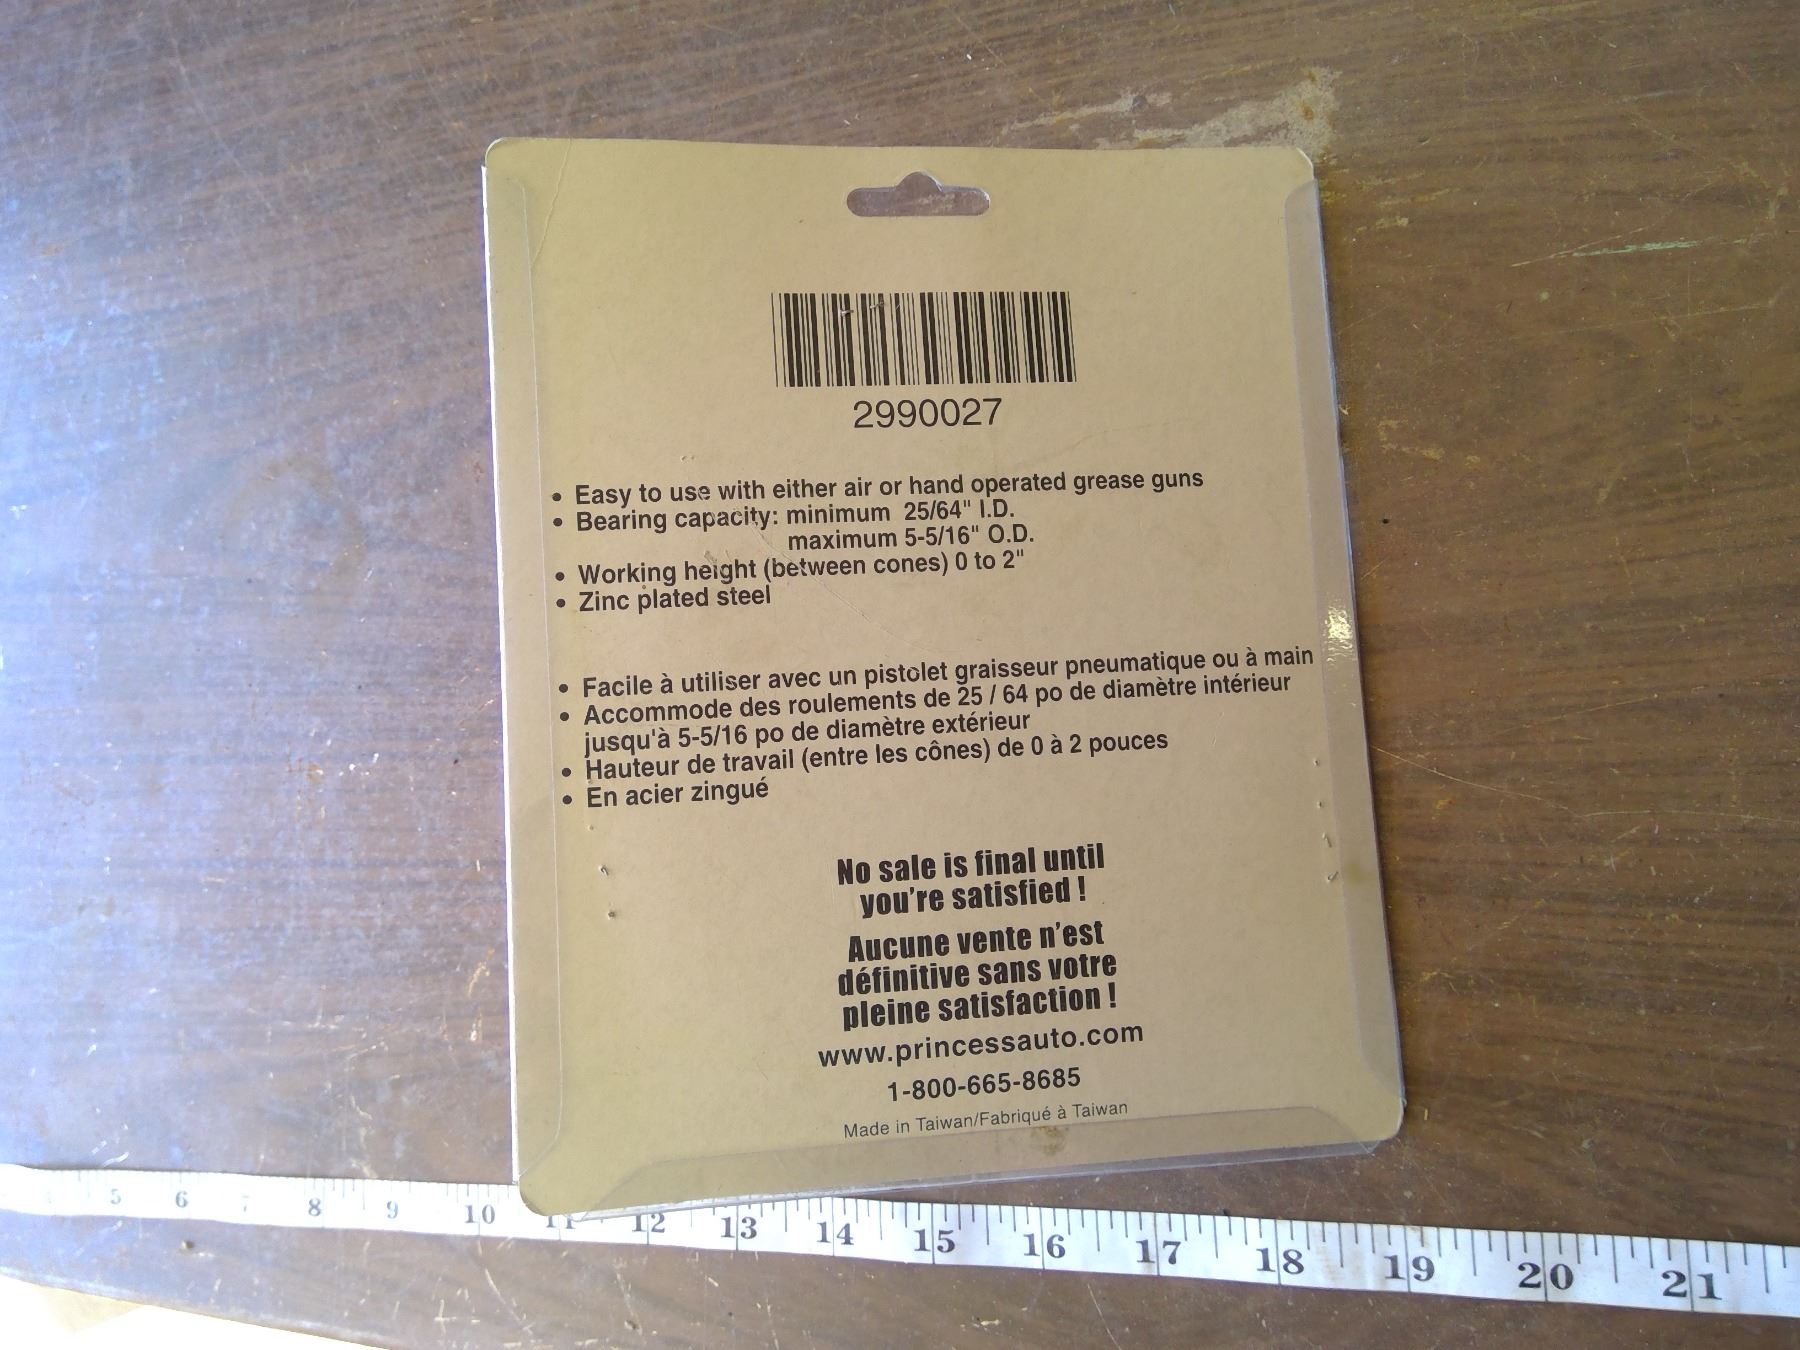 2990027
• Easy to use with either air or hand operated grease guns
• Bearing capacity: minimum 25/64" I.D.
maximum 5-5/16" O.D.
• Working height (between cones) 0 to 2"
• Zinc plated steel
• Facile à utiliser avec un pistolet graisseur pneumatique ou à main
• Accommode des roulements de 25 / 64 po de diamètre intérieur
jusqu'à 5-5/16 po de diamètre extérieur
• Hauteur de travail (entre les cônes) de 0 à 2 pouces
• En acier zingué
No sale is final until
you're satisfied !
Aucune vente n'est
définitive sans votre
pleine satisfaction !
www.princessauto.com
1-800-665-8685
Made in Taiwan/Fabriqué à Taiwan
5 6 7 8 9 10 11 12 13 14 15 16 17 18 19 20 21